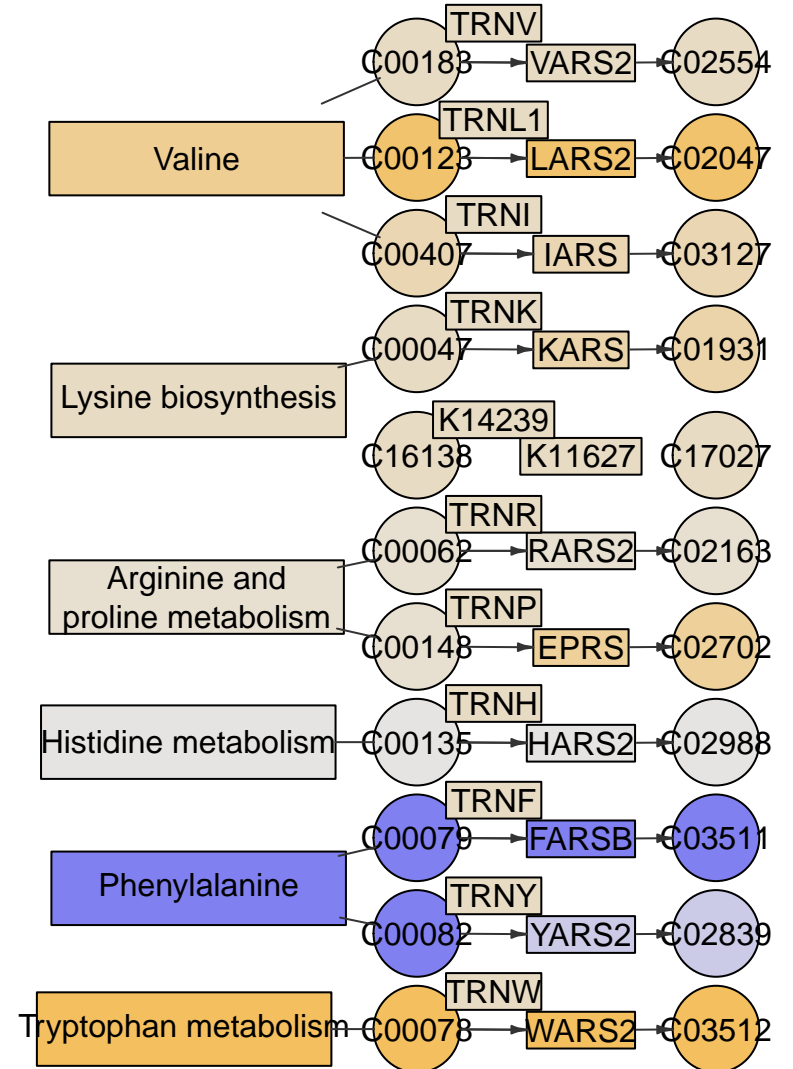 TRNV
C00183 VARS2 C02554
TRNL1
Valine C00123 LARS2 C02047
TRNI
C00407 IARS C03127
TRNK
C00047 KARS C01931
Lysine biosynthesis
K14239
C16138 K11627 C17027
TRNR
C00062 RARS2 C02163
Arginine and
proline metabolism
TRNP
C00148 EPRS C02702
TRNH
Histidine metabolism C00135 HARS2 C02988
TRNF
C00079 FARSB C03511
Phenylalanine
TRNY
C00082 YARS2 C02839
TRNW
Tryptophan metabolism C00078 WARS2 C03512